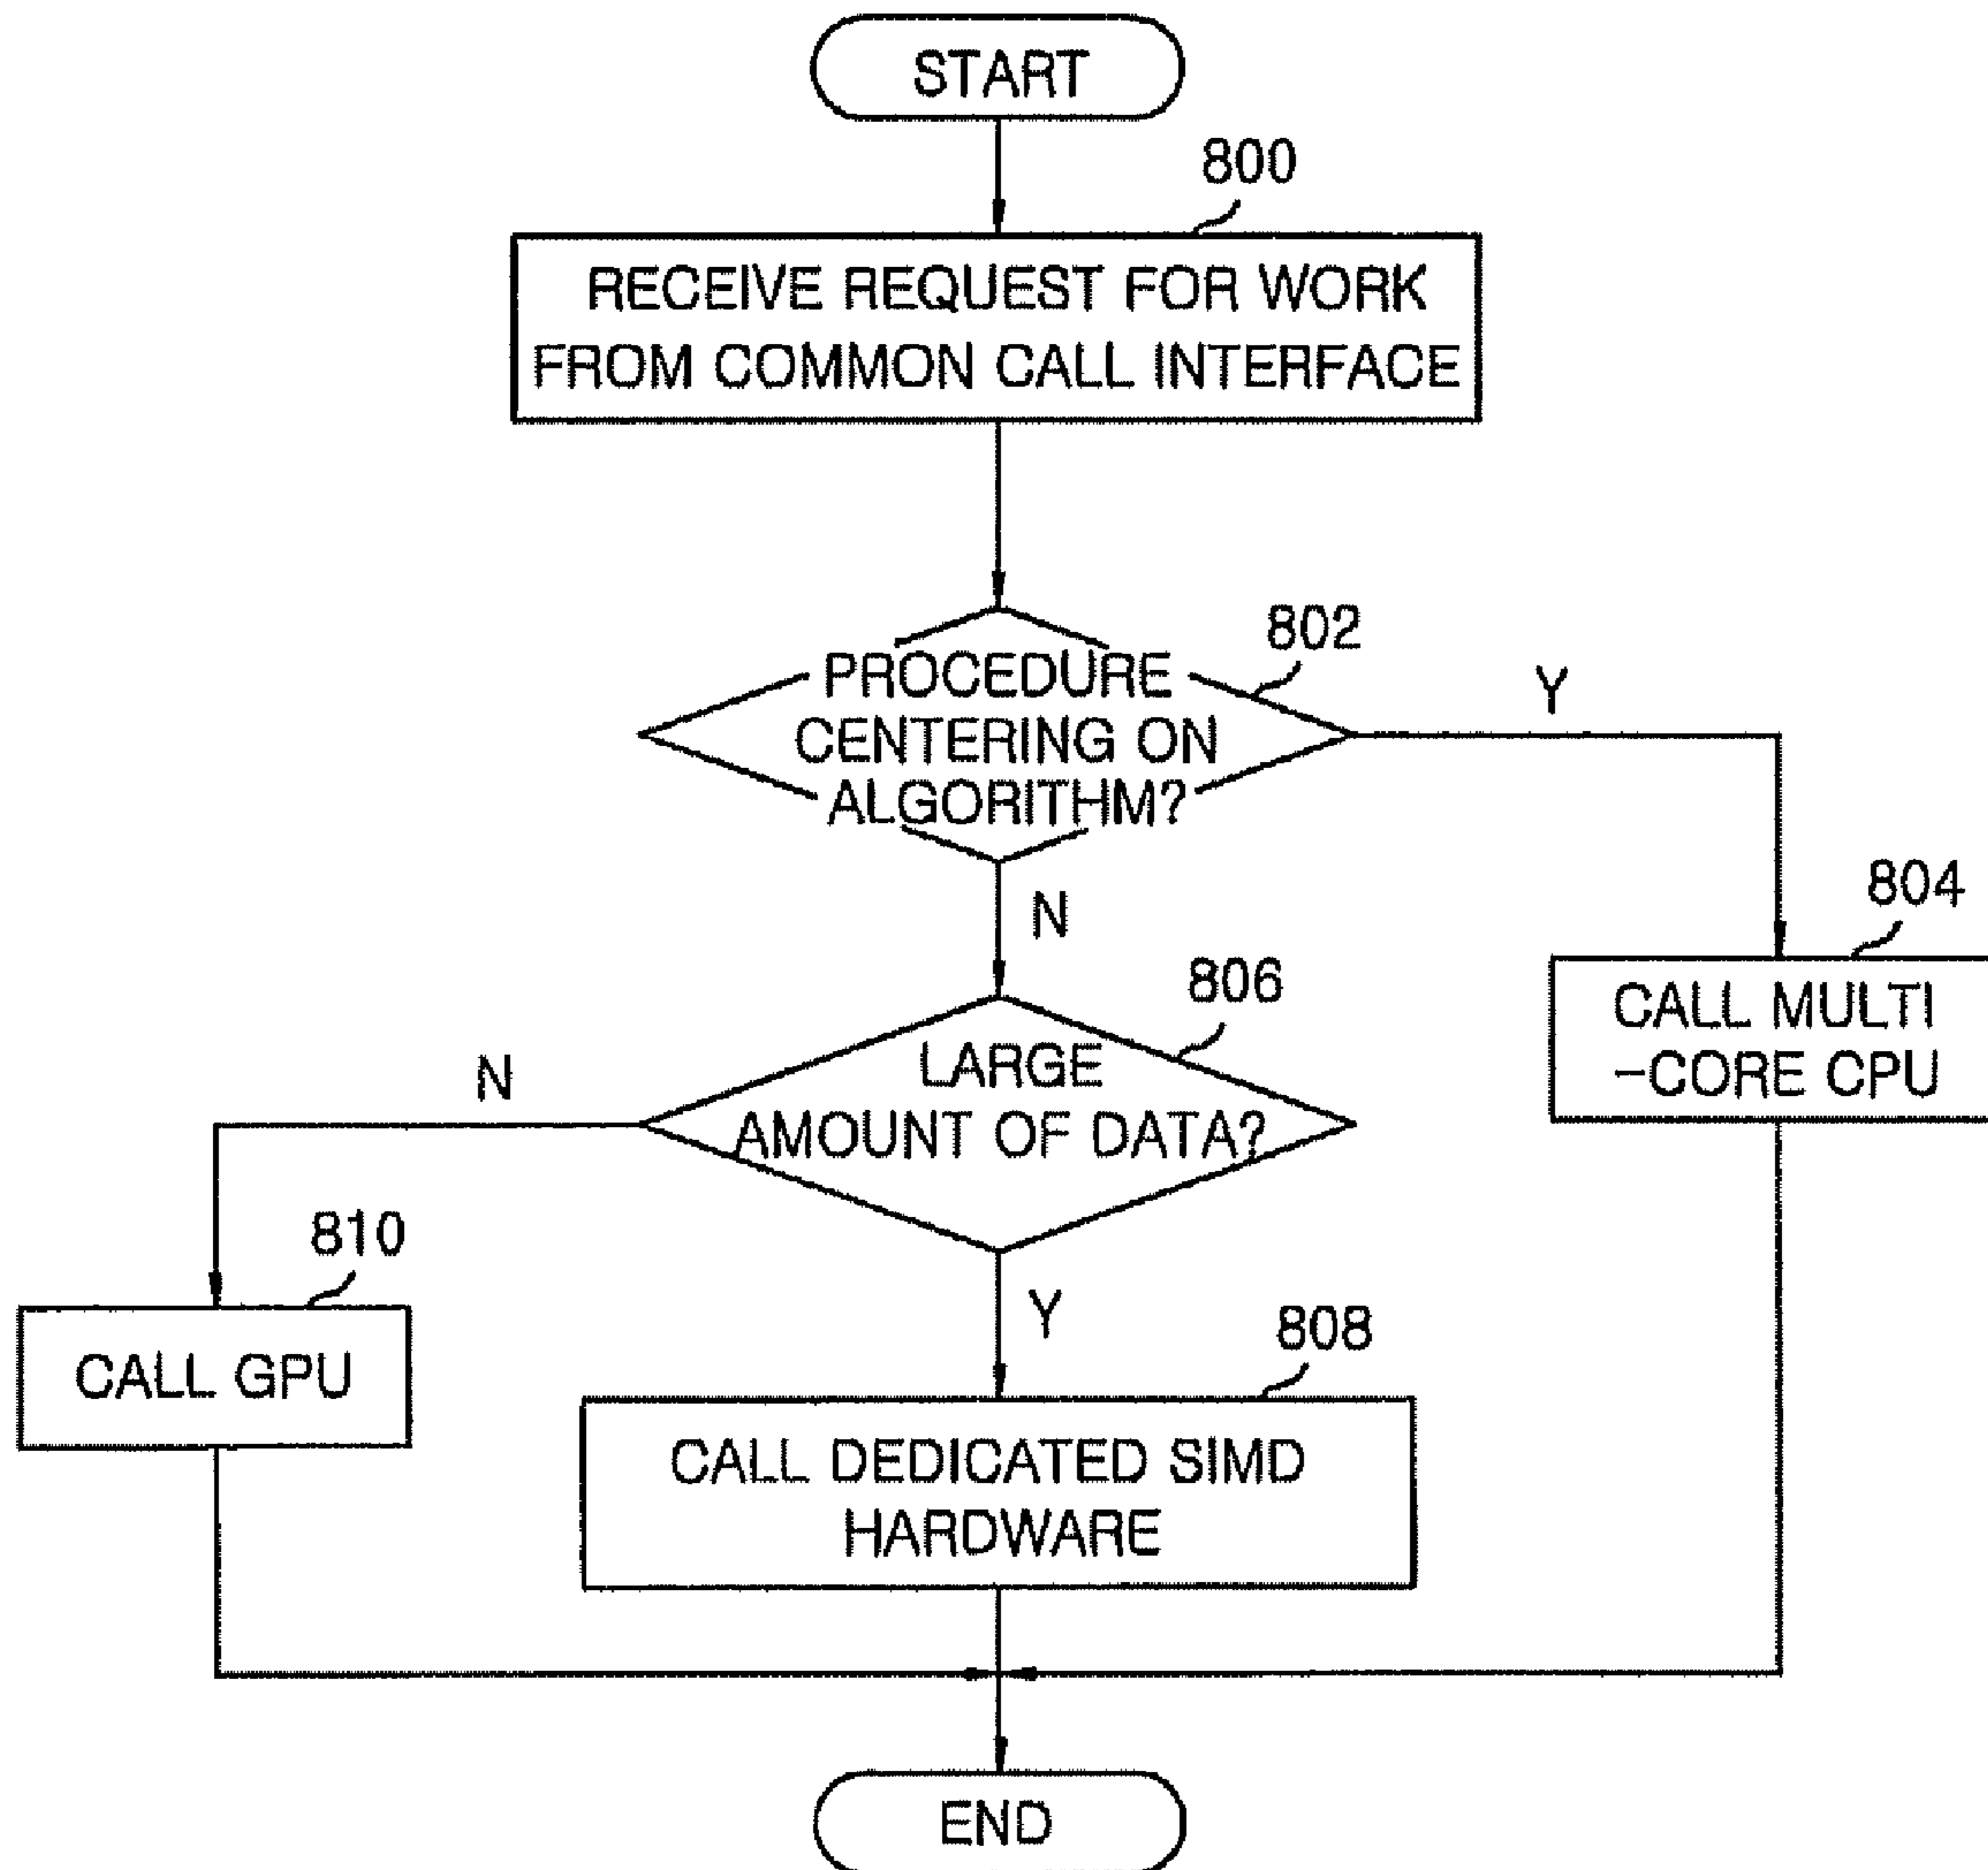 START
800
RECEIVE REQUEST FOR WORK
FROM COMMON CALL INTERFACE
802
PROCEDURE
CENTERING ON
ALGORITHM?
Y
N
804
CALL MULTI
-CORE CPU
806
LARGE
AMOUNT OF DATA?
N
Y
810
CALL GPU
808
CALL DEDICATED SIMD
HARDWARE
END